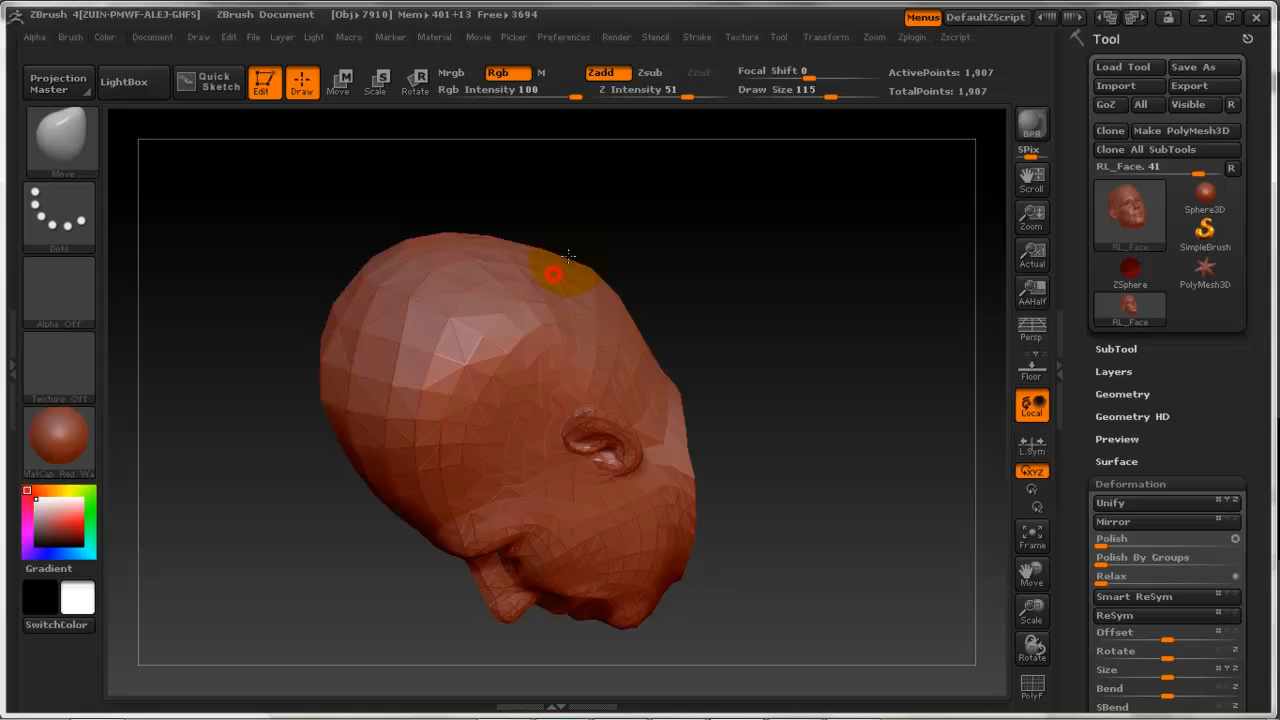 ZBrush 4[ZUIN-PMWF-ALEJ-GHFS] ZBrush Document [Obj▸7910] Mem▸401+13 Free▸3694
Menus DefaultZScript
Alpha Brush Color Document Draw Edit File Layer Light Macro Marker Material Movie Picker Preferences Render Stencil Stroke Texture Tool Transform Zoom Zplugin Zscript
Projection Master
LightBox
Quick Sketch
Edit
Draw
Move
Scale
Rotate
Mrgb Rgb M
Rgb Intensity 100
Zadd Zsub Zcut
Z Intensity 51
Focal Shift 0
Draw Size 115
ActivePoints: 1,907
TotalPoints: 1,907
Move
Dots
Alpha Off
Texture Off
MatCap Red Wa
Gradient
SwitchColor
BPR
SPix
Scroll
Zoom
Actual
AAHalf
Persp
Floor
Local
L.Sym
XYZ
Frame
Move
Scale
Rotate
PolyF
Tool
Load Tool Save As
Import Export
GoZ All Visible R
Clone Make PolyMesh3D
Clone All SubTools
RL_Face. 41 R
RL_Face
Sphere3D
SimpleBrush
ZSphere
PolyMesh3D
RL_Face
SubTool
Layers
Geometry
Geometry HD
Preview
Surface
Deformation
Unify X Y Z
Mirror X Y Z
Polish
Polish By Groups
Relax
Smart ReSym X Y Z
ReSym X Y Z
Offset X Y Z
Rotate X Y Z
Size X Y Z
Bend X Y Z
SBend X Y Z